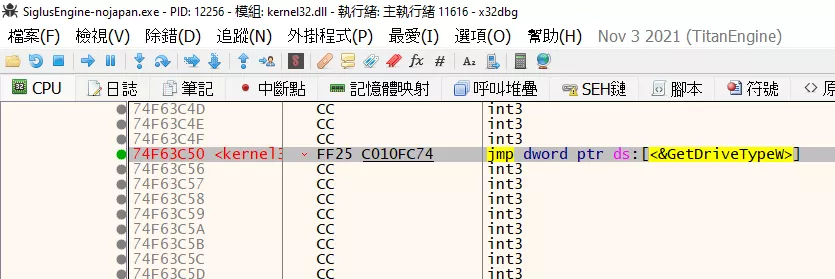 SiglusEngine-nojapan.exe - PID: 12256 - 模組: kernel32.dll - 執行緒: 主執行緒 11616 - x32dbg
檔案(F) 檢視(V) 除錯(D) 追蹤(N) 外掛程式(P) 最愛(I) 選項(O) 幫助(H) Nov 3 2021 (TitanEngine)
CPU 日誌 筆記 中斷點 記憶體映射 呼叫堆疊 SEH鏈 腳本 符號 <> 原
74F63C4D CC int3
74F63C4E CC int3
74F63C4F CC int3
74F63C50 <kernel3 FF25 C010FC74 jmp dword ptr ds:[<&GetDriveTypeW>]
74F63C56 CC int3
74F63C57 CC int3
74F63C58 CC int3
74F63C59 CC int3
74F63C5A CC int3
74F63C5B CC int3
74F63C5C CC int3
74F63C5D CC int3